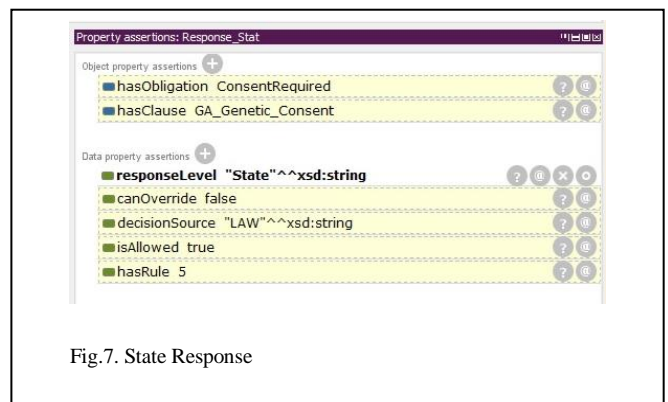 Property assertions: Response_Stat
Object property assertions
hasObligation ConsentRequired
hasClause GA_Genetic_Consent
Data property assertions
responseLevel "State"^^xsd:string
canOverride false
decisionSource "LAW"^^xsd:string
isAllowed true
hasRule 5
Fig.7. State Response